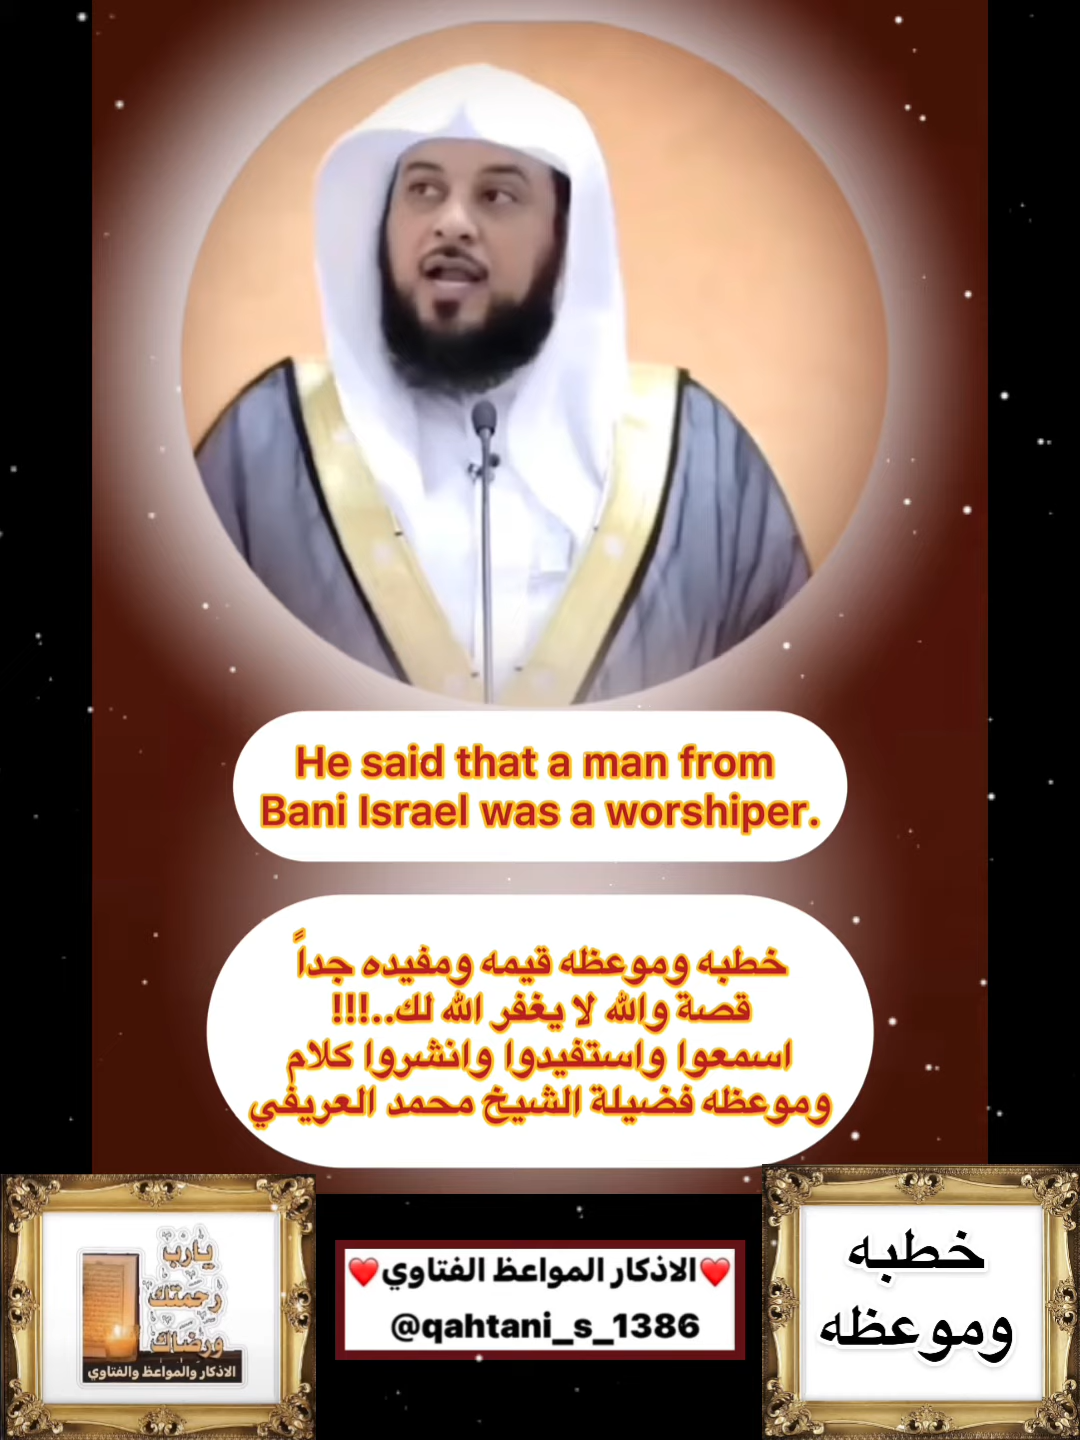 He said that a man from
Bani Israel was a worshiper.
خطبه وموعظه قيمه ومفيده جداً
قصة والله لا يغفر الله لك..!!!
اسمعوا واستفيدوا وانشروا كلام
وموعظه فضيلة الشيخ محمد العريفي
يارب
رحمتك
ورضاك
الاذكار والمواعظ والفتاوي
❤️الاذكار المواعظ الفتاوي❤️
@qahtani_s_1386
خطبه
وموعظه